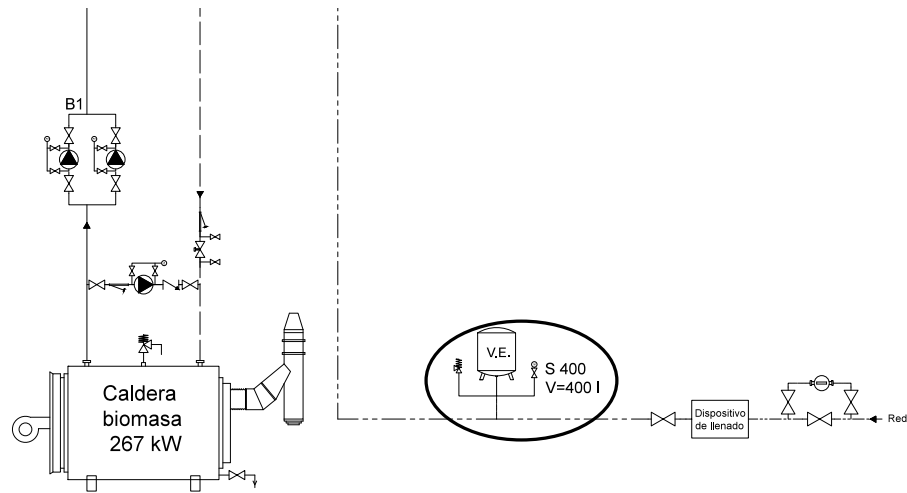 B1
V.E.
S 400
V=400 l
Caldera
biomasa
267 kW
Dispositivo
de llenado
Red